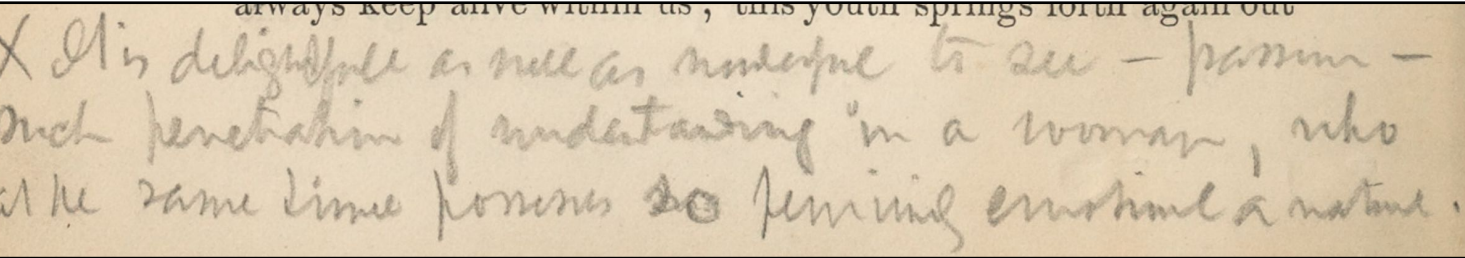 always keep alive within us ; this youth springs forth again out
X It is delightfull as well as wonderful to see – passim –
such penetration of understanding in a woman, who
at the same time possesses so feminine emotional a nature.